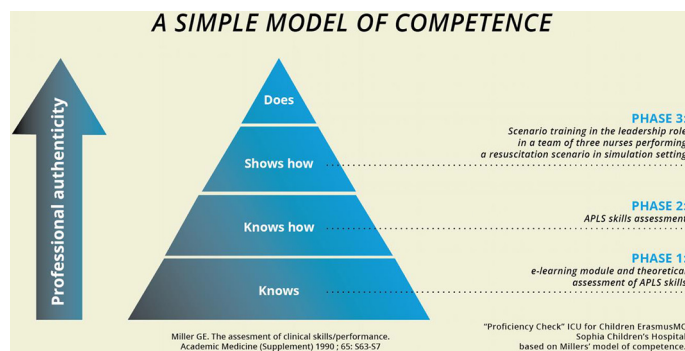 A SIMPLE MODEL OF COMPETENCE
Professional authenticity
Does
Shows how
Knows how
Knows
PHASE 3:
Scenario training in the leadership role
in a team of three nurses performing
a resuscitation scenario in simulation setting
PHASE 2:
APLS skills assessment
PHASE 1:
e-learning module and theoretical
assessment of APLS skills
Miller GE. The assesment of clinical skills/performance.
Academic Medicine (Supplement) 1990 ; 65: S63-S7
"Proficiency Check" ICU for Children ErasmusMC
Sophia Children's Hospital
based on Millers' model of competence.